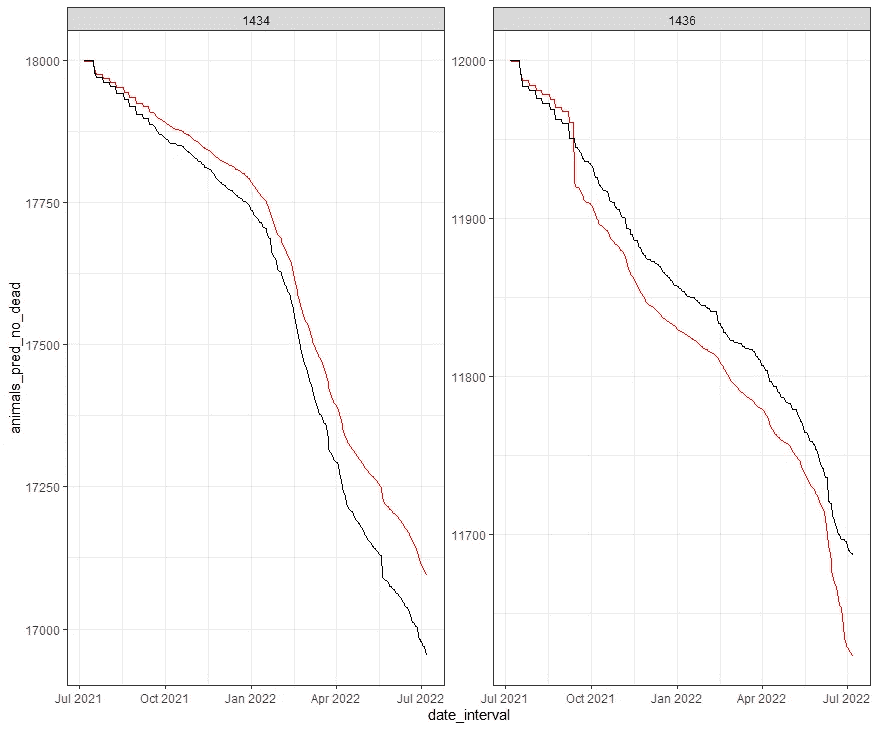 1434
1436
animals_pred_no_dead
18000
17750
17500
17250
17000
12000
11900
11800
11700
Jul 2021
Oct 2021
Jan 2022
Apr 2022
Jul 2022
Jul 2021
Oct 2021
Jan 2022
Apr 2022
Jul 2022
date_interval